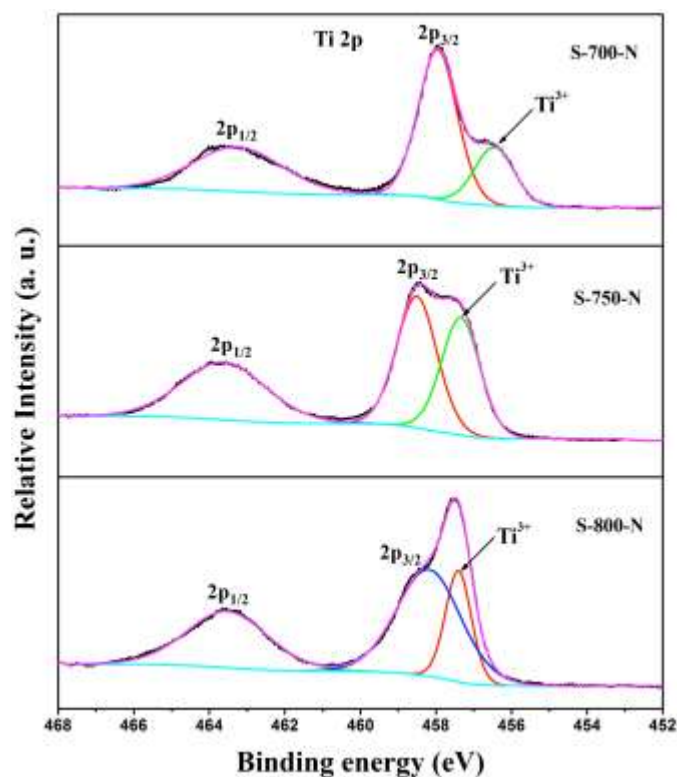 Ti 2p
2p₃/₂
S-700-N
Ti³⁺
2p₁/₂
2p₃/₂
Ti³⁺
S-750-N
2p₁/₂
S-800-N
Ti³⁺
2p₃/₂
2p₁/₂
468 466 464 462 460 458 456 454 452
Binding energy (eV)
Relative Intensity (a. u.)